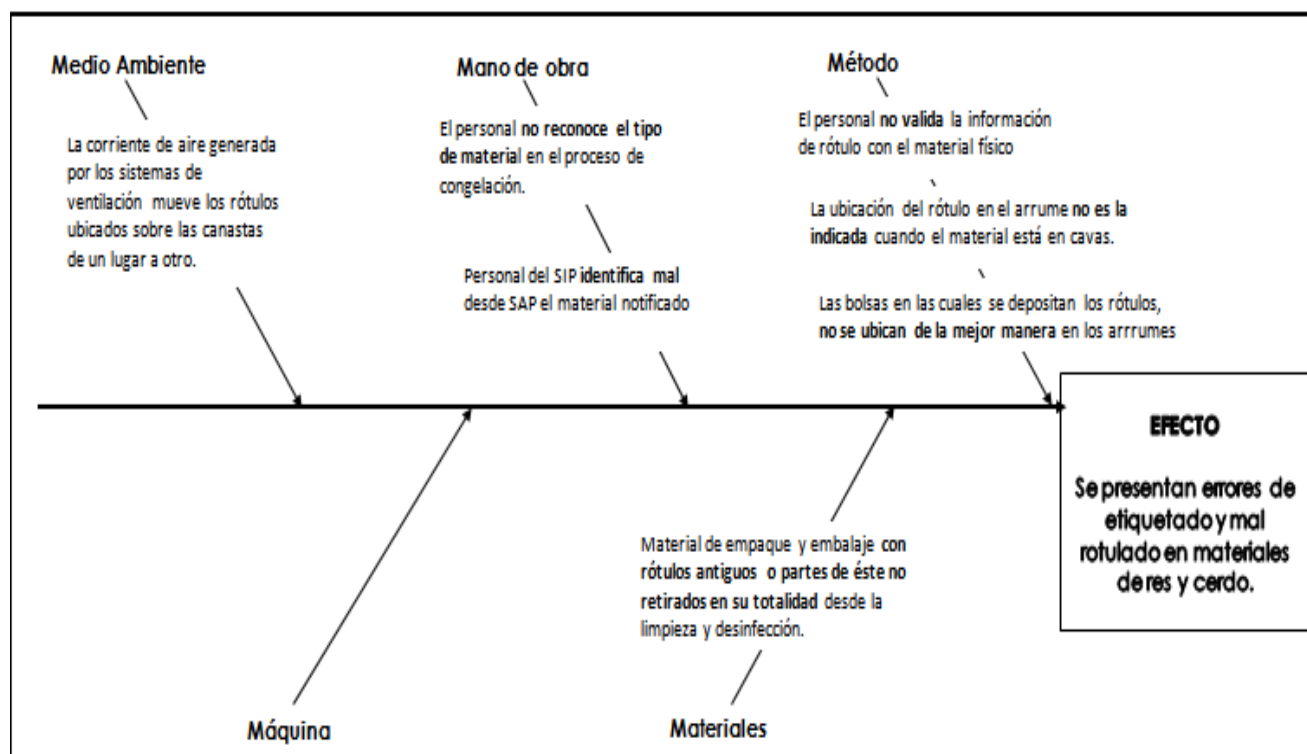 Medio Ambiente
La corriente de aire generada
por los sistemas de
ventilación mueve los rótulos
ubicados sobre las canastas
de un lugar a otro.
Mano de obra
El personal no reconoce el tipo
de material en el proceso de
congelación.
Personal del SIP identifica mal
desde SAP el material notificado
Método
El personal no valida la información
de rótulo con el material físico
La ubicación del rótulo en el arrume no es la
indicada cuando el material está en cavas.
Las bolsas en las cuales se depositan los rótulos,
no se ubican de la mejor manera en los arrrumes
EFECTO
Se presentan errores de
etiquetado y mal
rotulado en materiales
de res y cerdo.
Material de empaque y embalaje con
rótulos antiguos o partes de éste no
retirados en su totalidad desde la
limpieza y desinfección.
Máquina
Materiales